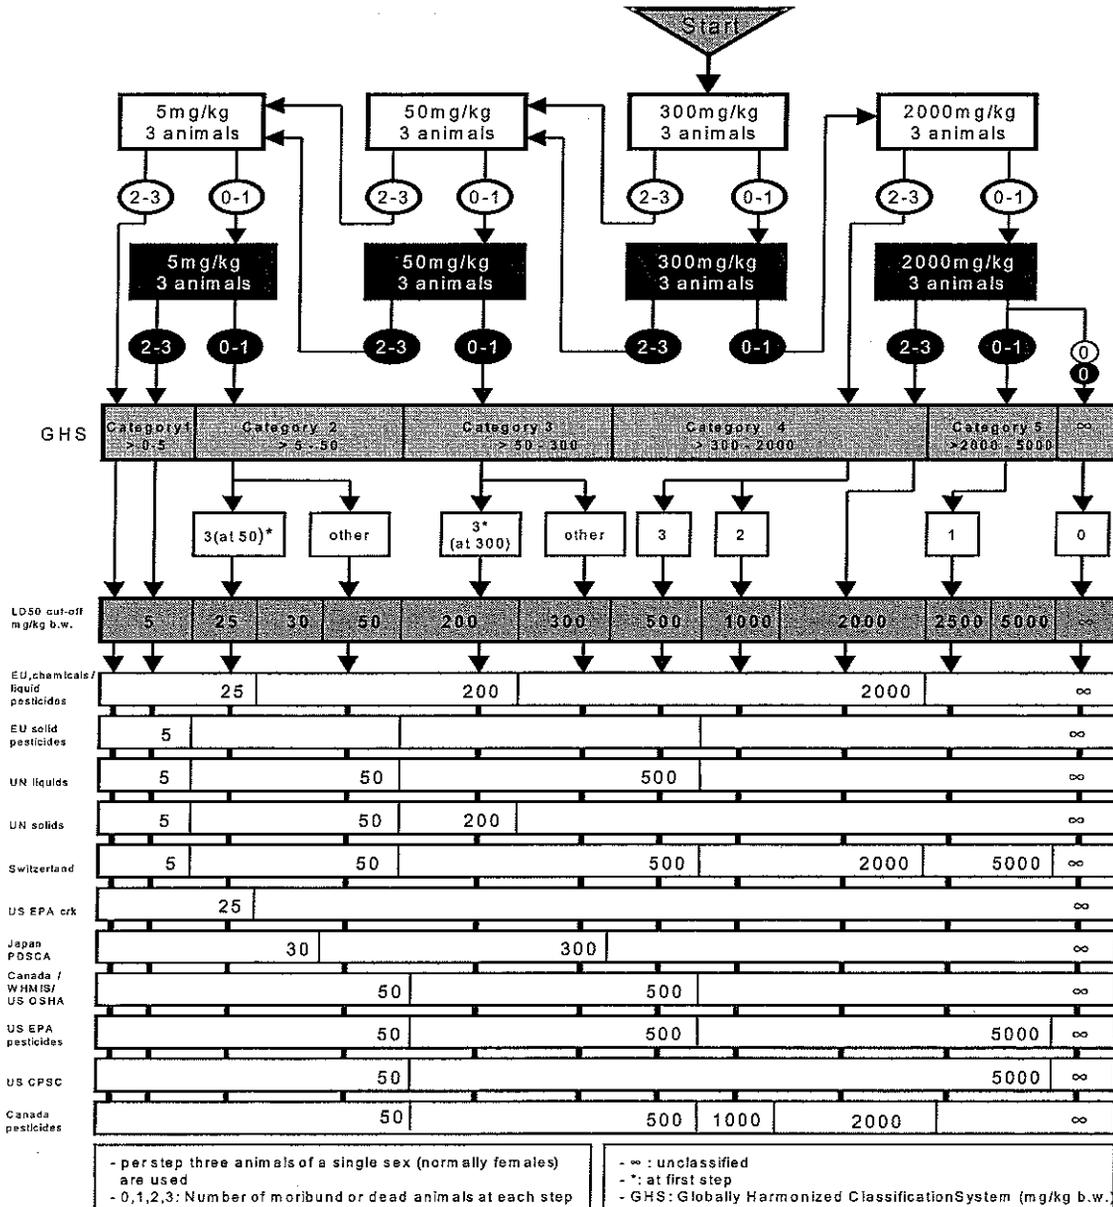 Start
5mg/kg
3 animals
50mg/kg
3 animals
300mg/kg
3 animals
2000mg/kg
3 animals
2-3 0-1 2-3 0-1 2-3 0-1 2-3 0-1
5mg/kg
3 animals
50mg/kg
3 animals
300mg/kg
3 animals
2000mg/kg
3 animals
2-3 0-1 2-3 0-1 2-3 0-1 2-3 0-1 0
0
GHS
Category 1
> 0-5
Category 2
> 5 - 50
Category 3
> 50 - 300
Category 4
> 300 - 2000
Category 5
>2000 - 5000
∞
3(at 50)* other
3*
(at 300)
other 3 2 1 0
LD50 cut-off
mg/kg b.w.
5 25 30 50 200 300 500 1000 2000 2500 5000 ∞
EU,chemicals/
liquid
pesticides
25 200 2000 ∞
EU solid
pesticides
5 ∞
UN liquids 5 50 500 ∞
UN solids 5 50 200
Switzerland 5 50 500 2000 5000 ∞
US EPA crk 25 ∞
Japan
PDSCA
30 300 ∞
Canada /
WHMIS/
US OSHA
50 500 ∞
US EPA
pesticides
50 500 5000 ∞
US CPSC 50 5000 ∞
Canada
pesticides
50 500 1000 2000 ∞
- per step three animals of a single sex (normally females)
are used
- 0,1,2,3: Number of moribund or dead animals at each step
- ∞ : unclassified
- *: at first step
- GHS: Globally Harmonized ClassificationSystem (mg/kg b.w.)